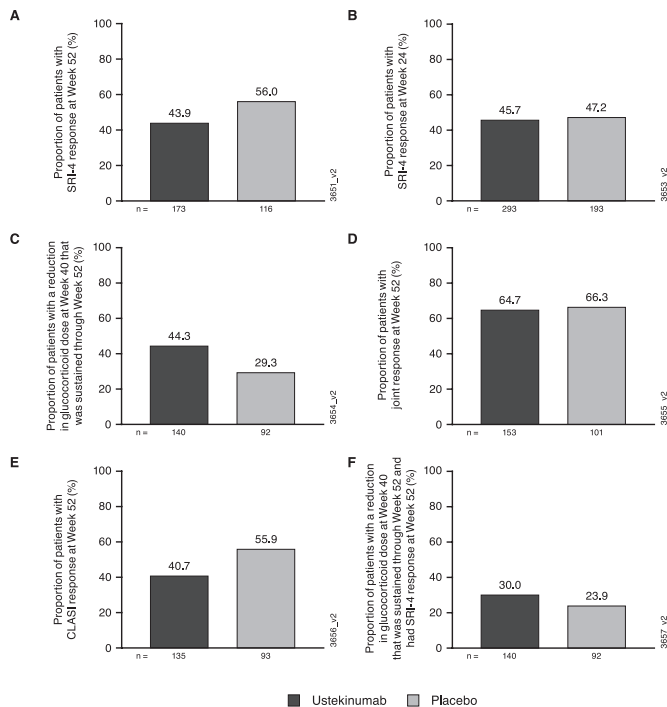 A
Proportion of patients with
SRI-4 response at Week 52 (%)
100
80
60
40
20
0
43.9
56.0
n =
173
116
3651_v2
B
Proportion of patients with
SRI-4 response at Week 24 (%)
100
80
60
40
20
0
45.7
47.2
n =
293
193
3653_v2
C
Proportion of patients with a reduction
in glucocorticoid dose at Week 40 that
was sustained through Week 52 (%)
100
80
60
40
20
0
44.3
29.3
n =
140
92
3654_v2
D
Proportion of patients with
joint response at Week 52 (%)
100
80
60
40
20
0
64.7
66.3
n =
153
101
3655_v2
E
Proportion of patients with
CLASI response at Week 52 (%)
100
80
60
40
20
0
40.7
55.9
n =
135
93
3656_v2
F
Proportion of patients with a reduction
in glucocorticoid dose at Week 40
that was sustained through Week 52 and
had SRI-4 response at Week 52 (%)
100
80
60
40
20
0
30.0
23.9
n =
140
92
3657_v2
Ustekinumab
Placebo